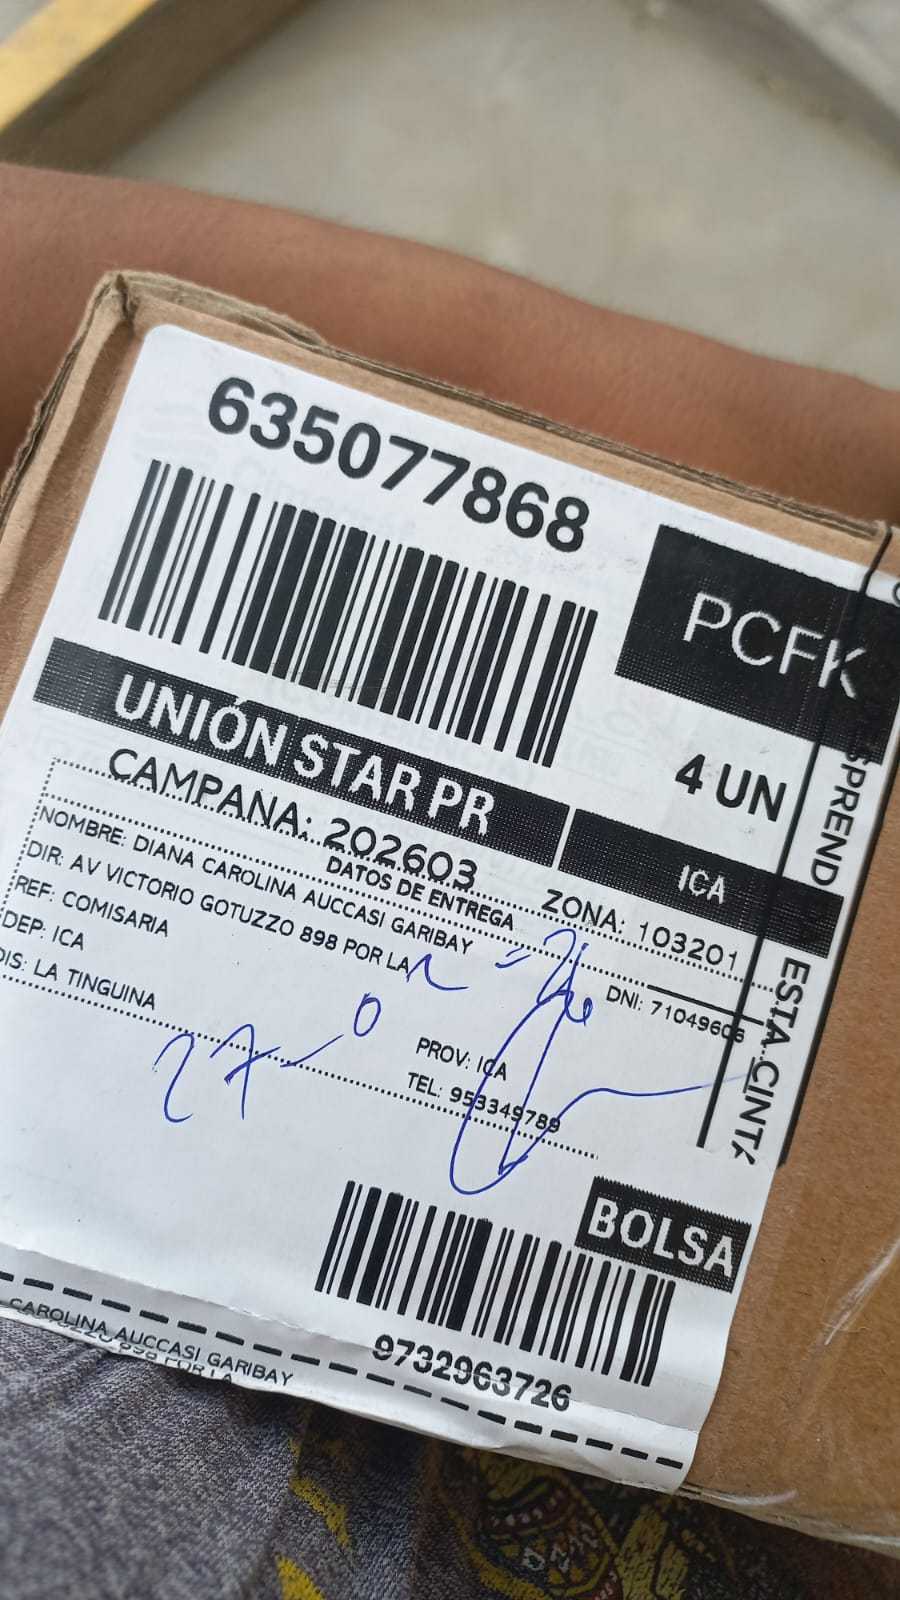 635077868
PCFK
4 UN
UNIÓN STAR PR
ICA
CAMPANA: 202603
ZONA: 103201
DATOS DE ENTREGA
NOMBRE: DIANA CAROLINA AUCCASI GARIBAY
DNI: 71049606
DIR: AV VICTORIO GOTUZZO 898 POR LA
REF: COMISARIA
DEP: ICA
PROV: ICA
DIS: LA TINGUINA
TEL: 953349789
ESTA CINTA
BOLSA
9732963726
CAROLINA AUCCASI GARIBAY